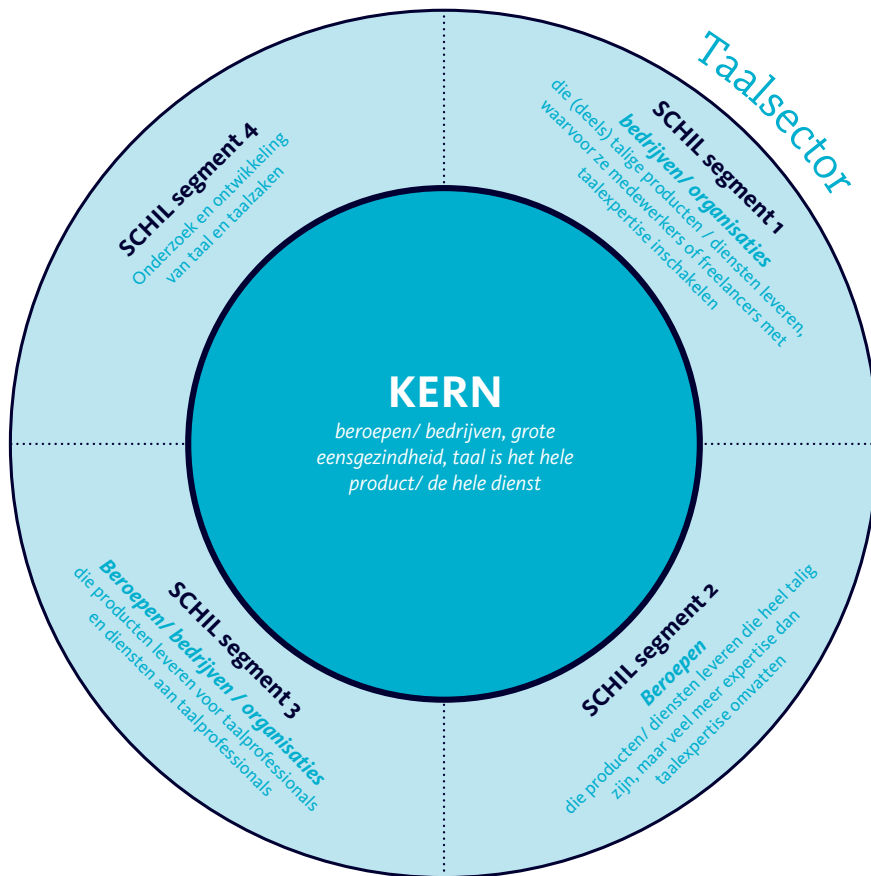 Taalsector
SCHIL segment 1
bedrijven/ organisaties
die (deels) talige producten / diensten leveren,
waarvoor ze medewerkers of freelancers met
taalexpertise inschakelen
SCHIL segment 4
Onderzoek en ontwikkeling
van taal en taalzaken
KERN
beroepen/ bedrijven, grote
eensgezindheid, taal is het hele
product/ de hele dienst
SCHIL segment 3
Beroepen/ bedrijven / organisaties
die producten leveren voor taalprofessionals
en diensten aan taalprofessionals
SCHIL segment 2
Beroepen
die producten/ diensten leveren die heel talig
zijn, maar veel meer expertise dan
taalexpertise omvatten